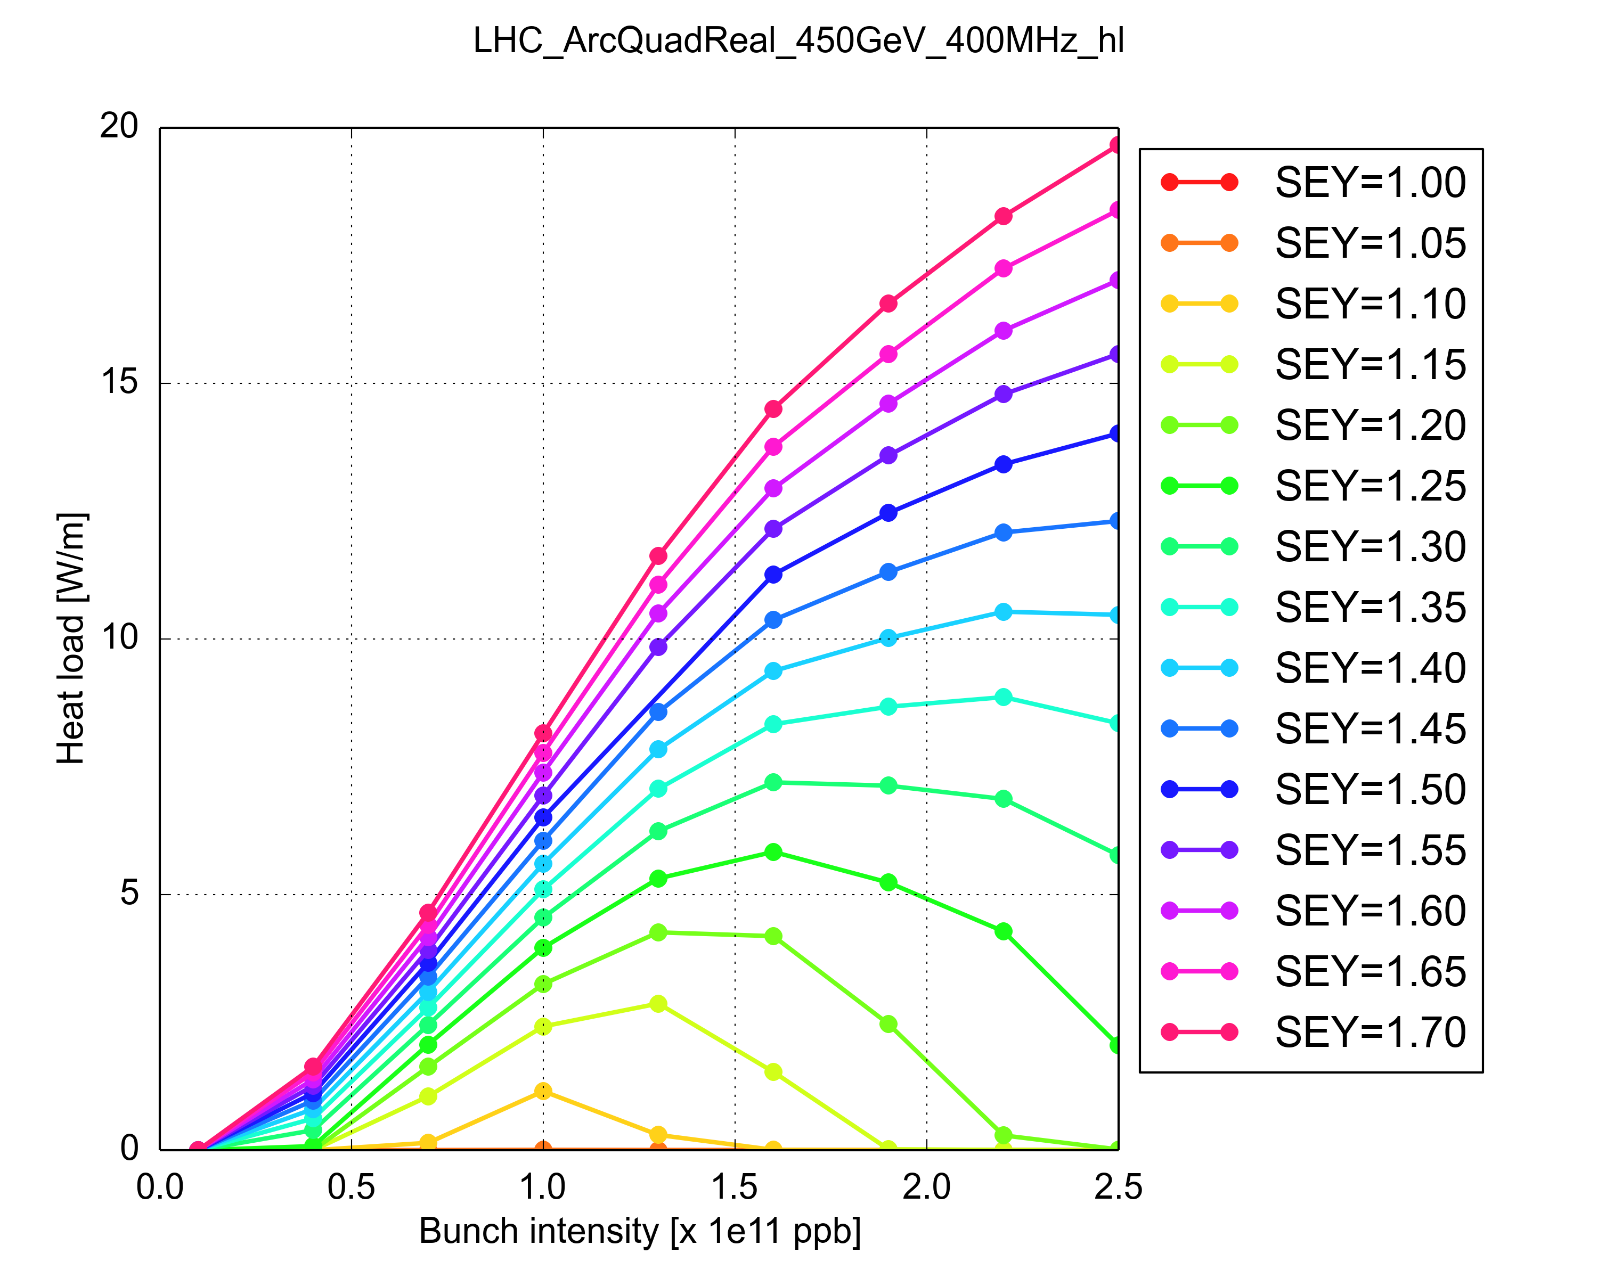 LHC_ArcQuadReal_450GeV_400MHz_hl
20
15
10
5
0
0.0 0.5 1.0 1.5 2.0 2.5
Heat load [W/m]
Bunch intensity [x 1e11 ppb]
SEY=1.00
SEY=1.05
SEY=1.10
SEY=1.15
SEY=1.20
SEY=1.25
SEY=1.30
SEY=1.35
SEY=1.40
SEY=1.45
SEY=1.50
SEY=1.55
SEY=1.60
SEY=1.65
SEY=1.70